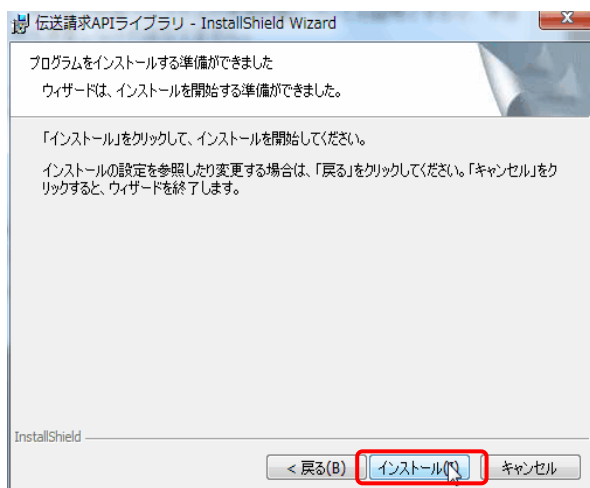 伝送請求APIライブラリ - InstallShield Wizard
プログラムをインストールする準備ができました
ウィザードは、インストールを開始する準備ができました。
「インストール」をクリックして、インストールを開始してください。
インストールの設定を参照したり変更する場合は、「戻る」をクリックしてください。「キャンセル」をク
リックすると、ウィザードを終了します。
InstallShield
< 戻る(B) インストール(I) キャンセル